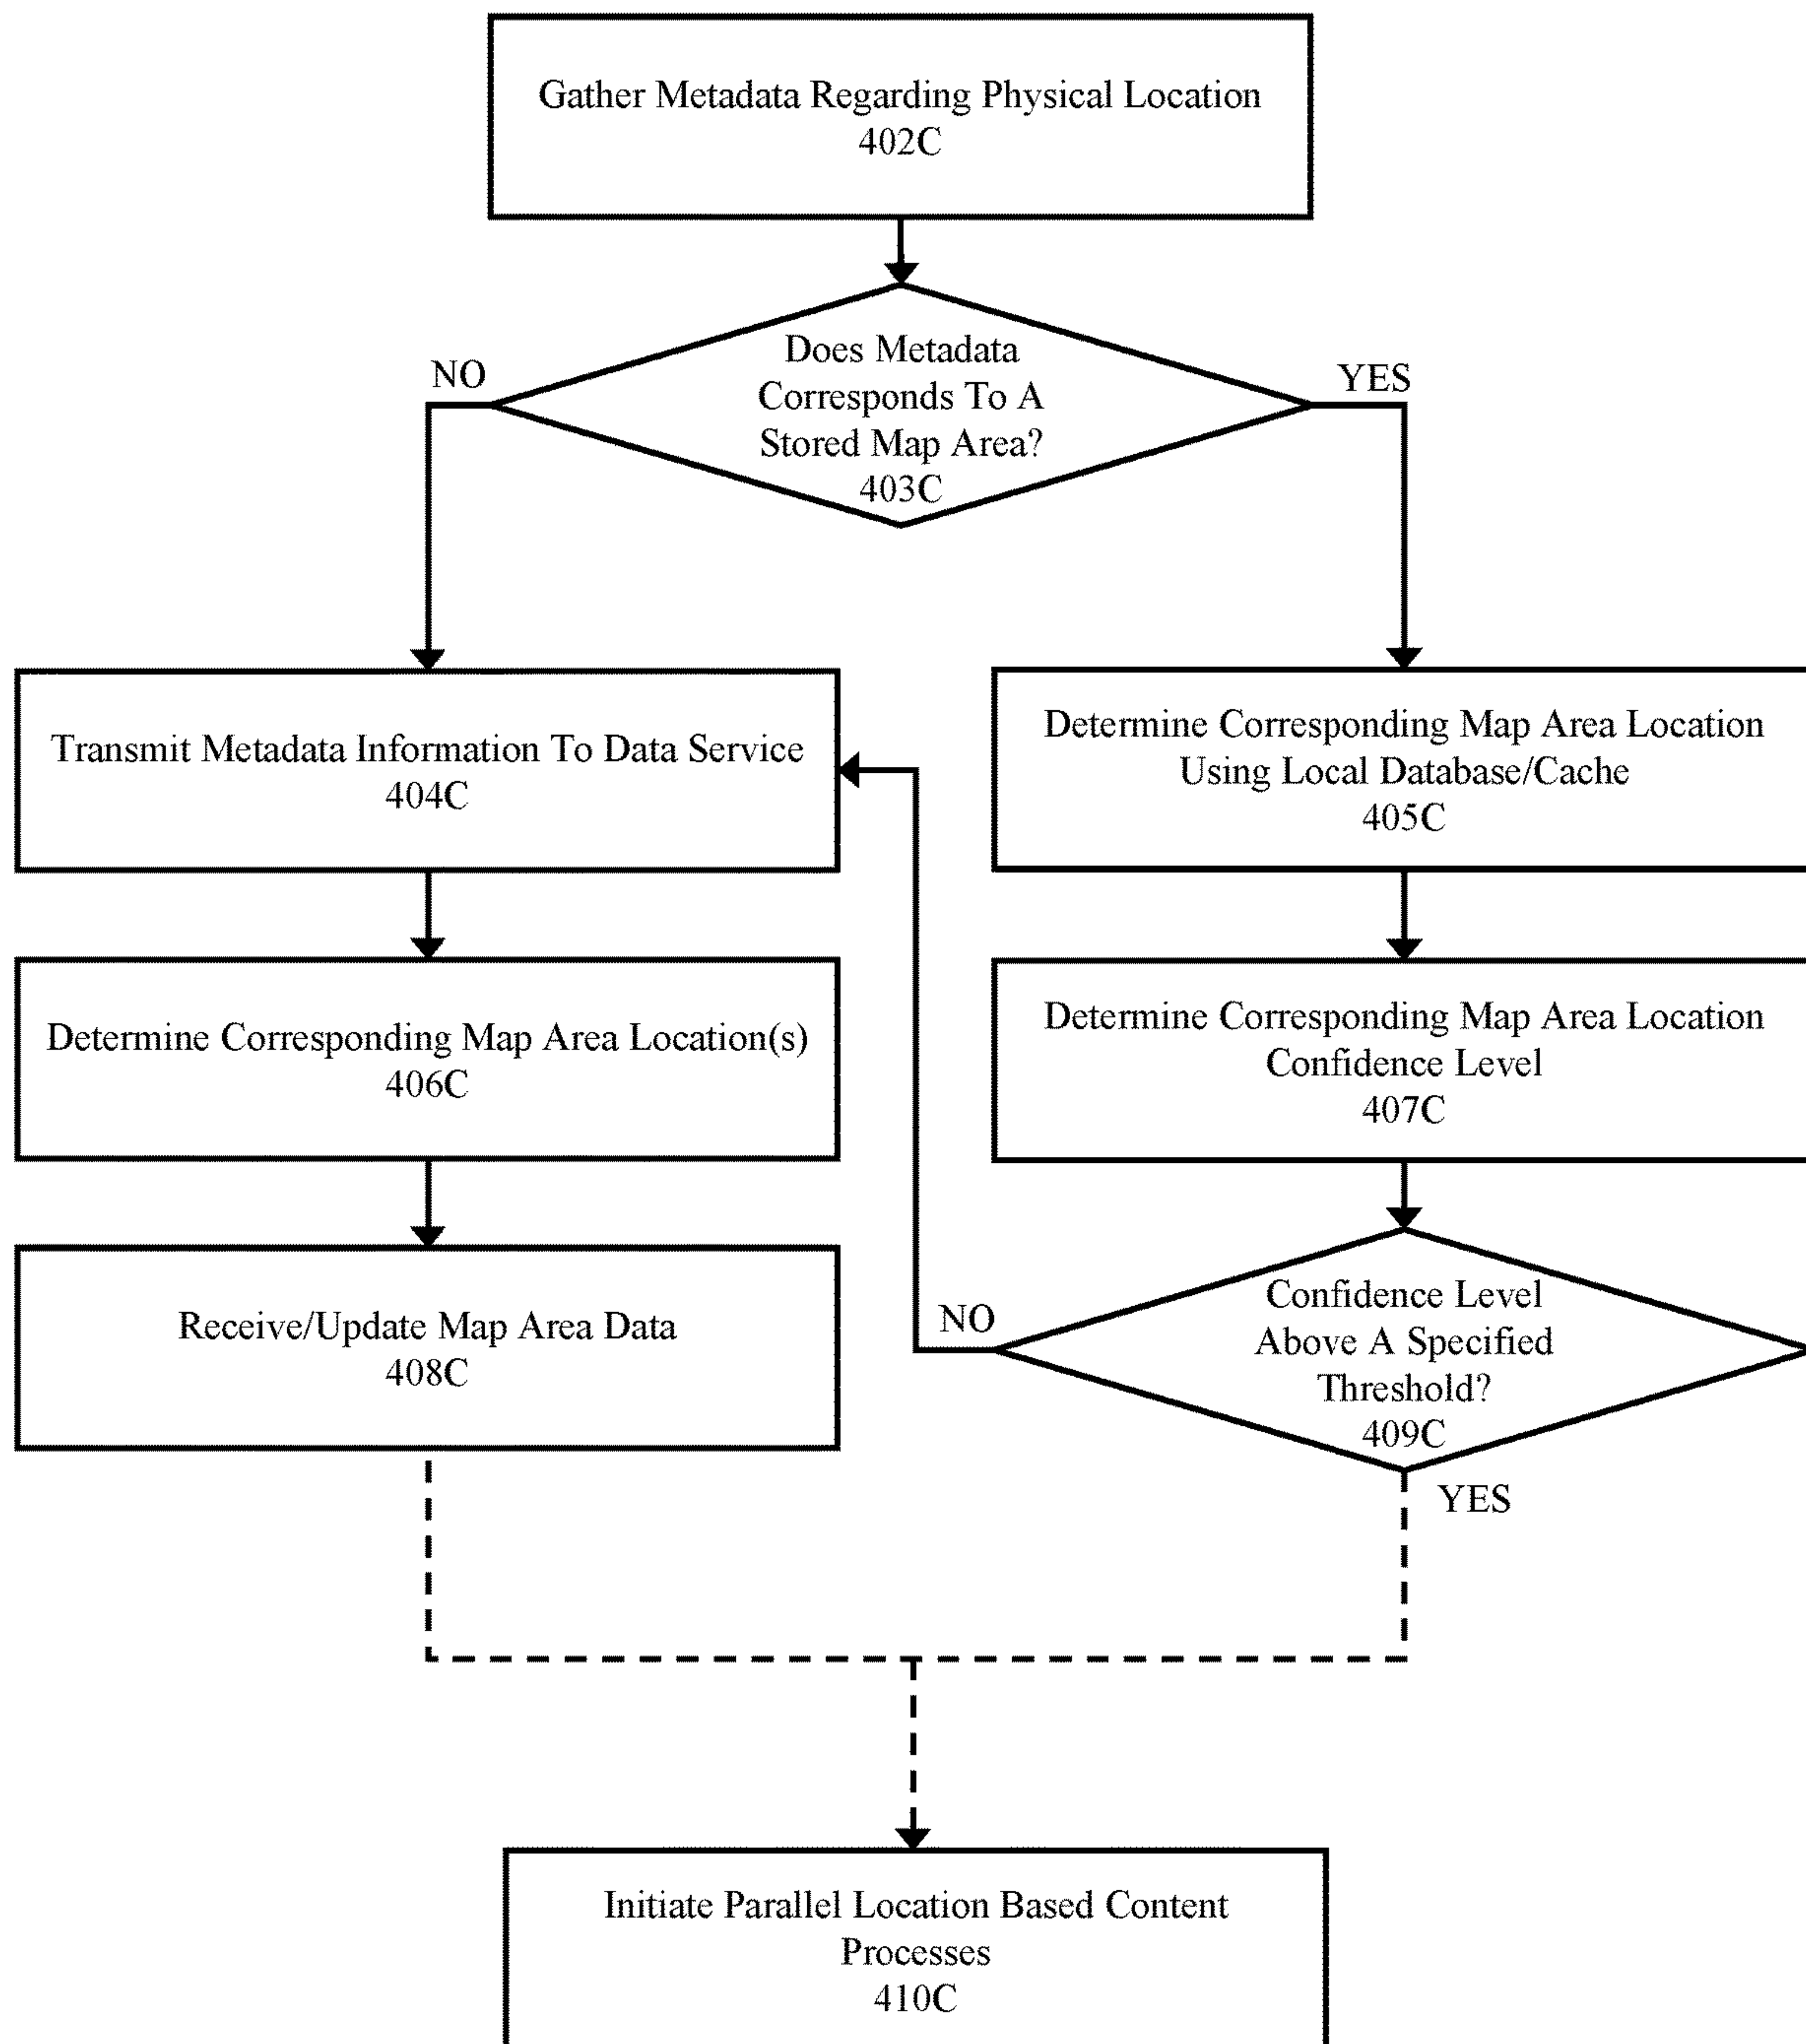 Gather Metadata Regarding Physical Location
402C
Does Metadata
Corresponds To A
Stored Map Area?
403C
NO
YES
Transmit Metadata Information To Data Service
404C
Determine Corresponding Map Area Location
Using Local Database/Cache
405C
Determine Corresponding Map Area Location(s)
406C
Determine Corresponding Map Area Location
Confidence Level
407C
Receive/Update Map Area Data
408C
NO
Confidence Level
Above A Specified
Threshold?
409C
YES
Initiate Parallel Location Based Content
Processes
410C